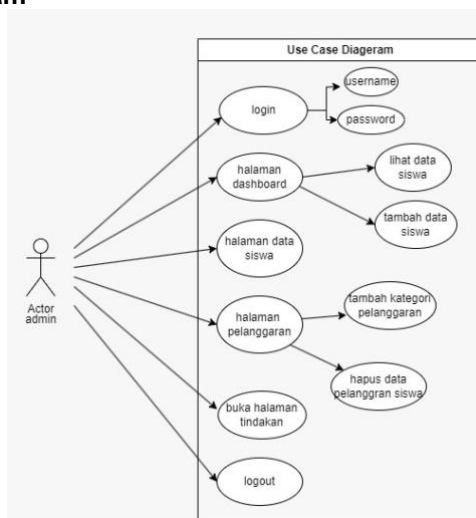 Use Case Diageram
username
login
password
halaman
dashboard
lihat data
siswa
tambah data
siswa
halaman data
siswa
Actor
admin
halaman
pelanggaran
tambah kategori
pelanggaran
hapus data
pelanggran siswa
buka halaman
tindakan
logout